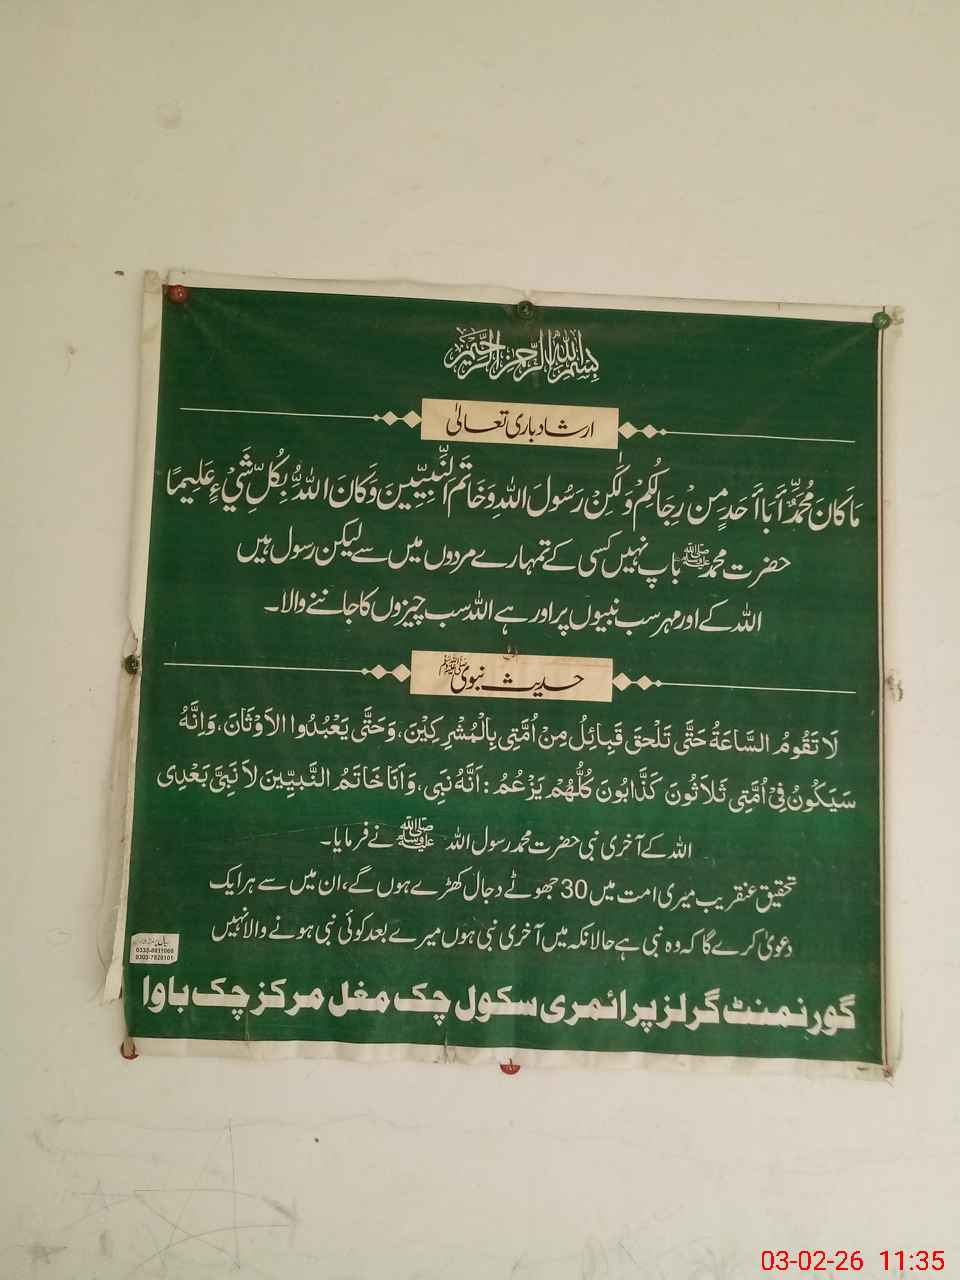 بسم الله الرحمن الرحيم
ارشاد باری تعالیٰ
مَا كَانَ مُحَمَّدٌ أَبَا أَحَدٍ مِّنْ رِجَالِكُمْ وَلٰكِنْ رَسُولَ اللهِ وَخَاتَمَ النَّبِيِّينَ وَكَانَ اللهُ بِكُلِّ شَيْءٍ عَلِيمًا
حضرت محمد ﷺ باپ نہیں کسی کے تمہارے مردوں میں سے لیکن رسول ہیں
اللہ کے اور مہر سب نبیوں پر اور ہے اللہ سب چیزوں کا جاننے والا۔
حدیث نبوی ﷺ
لَا تَقُومُ السَّاعَةُ حَتَّى تَلْحَقَ قَبَائِلُ مِنْ اُمَّتِى بِالْمُشْرِكِيْنَ، وَحَتَّى يَعْبُدُوا الاَوْثَانَ، وَاِنَّهُ
سَيَكُونُ فِىْ اُمَّتِى ثَلَاثُونَ كَذَّابُونَ كُلُّهُمْ يَزْعُمُ: اَنَّهُ نَبِى، وَاَنَا خَاتَمُ النَّبِيِّينَ لاَ نَبِىَّ بَعْدِى
اللہ کے آخری نبی حضرت محمد رسول اللہ ﷺ نے فرمایا۔
تحقیق عنقریب میری امت میں 30 جھوٹے دجال کھڑے ہوں گے، ان میں سے ہر ایک
دعویٰ کرے گا کہ وہ نبی ہے حالانکہ میں آخری نبی ہوں میرے بعد کوئی نبی ہونے والا نہیں
گورنمنٹ گرلز پرائمری سکول چک مغل مرکز چک باوا
03-02-26 11:35